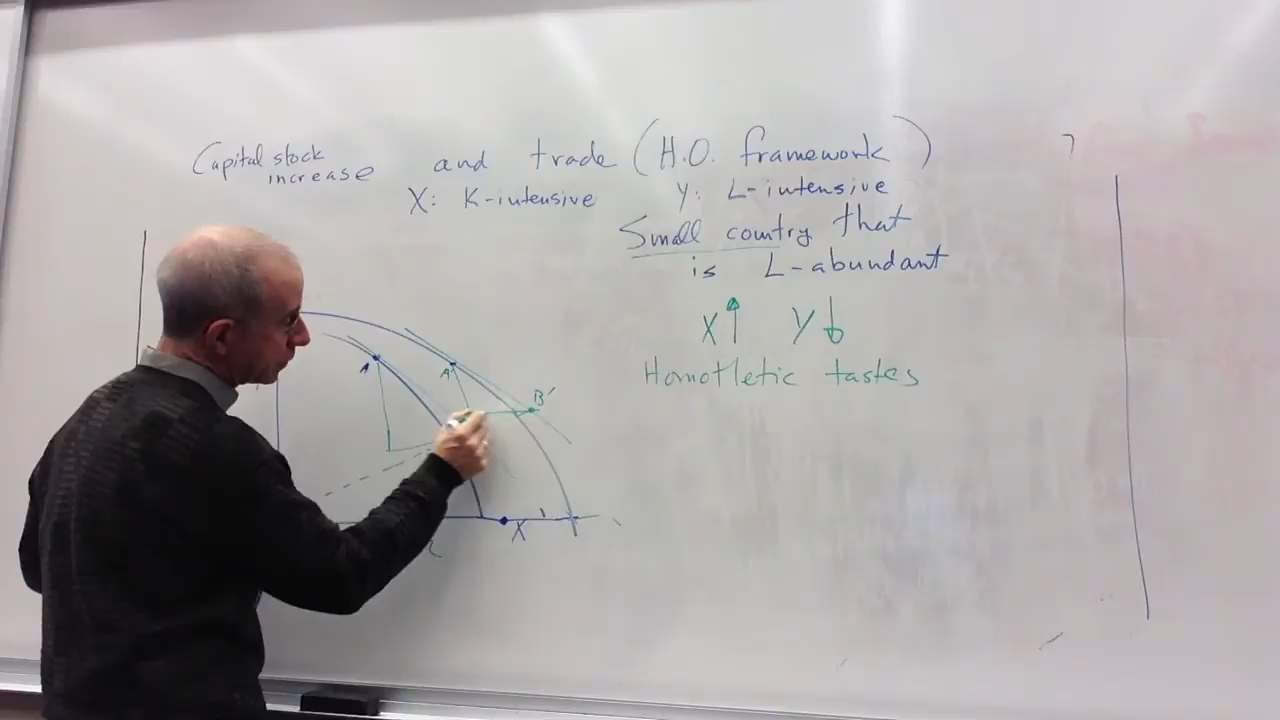 Capital stock increase and trade (H.O. framework)
X: K-intensive Y: L-intensive
Small country that
is L-abundant
X↑ Y↓
Homotletic tastes
A A' B'
X